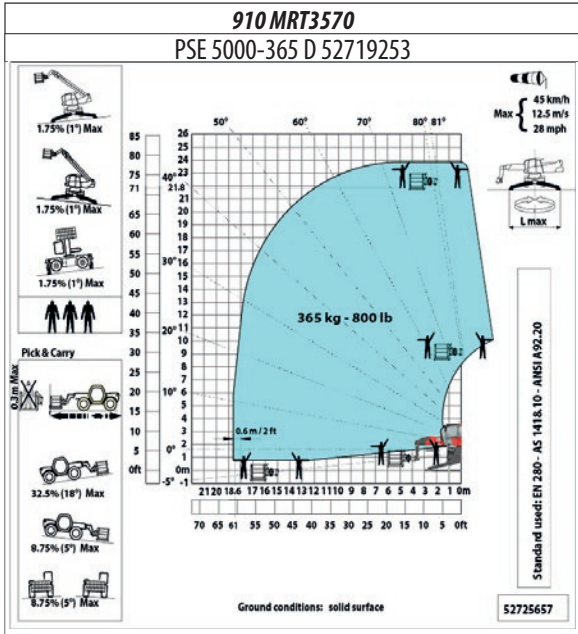 910 MRT3570
PSE 5000-365 D 52719253
1.75% (1°) Max
1.75% (1°) Max
1.75% (1°) Max
Pick & Carry
0.3m Max
32.5% (18°) Max
8.75% (5°) Max
8.75% (5°) Max
50° 60° 70° 80° 81°
40°
30°
20°
10°
0°
-5°
85
80
75
71
65
60
55
50
45
40
35
30
25
20
15
10
5
0ft
26
25
24
23
22
21.8
21
20
19
18
17
16
15
14
13
12
11
10
9
8
7
6
5
4
3
2
1
0m
-1
365 kg - 800 lb
0.6 m / 2 ft
21 20 18.6 17 16 15 14 13 12 11 10 9 8 7 6 5 4 3 2 1 0m
70 65 61 55 50 45 40 35 30 25 20 15 10 5 0ft
Max { 45 km/h
12.5 m/s
28 mph
L max
Standard used: EN 280 - AS 1418.10 - ANSI A92.20
Ground conditions: solid surface
52725657